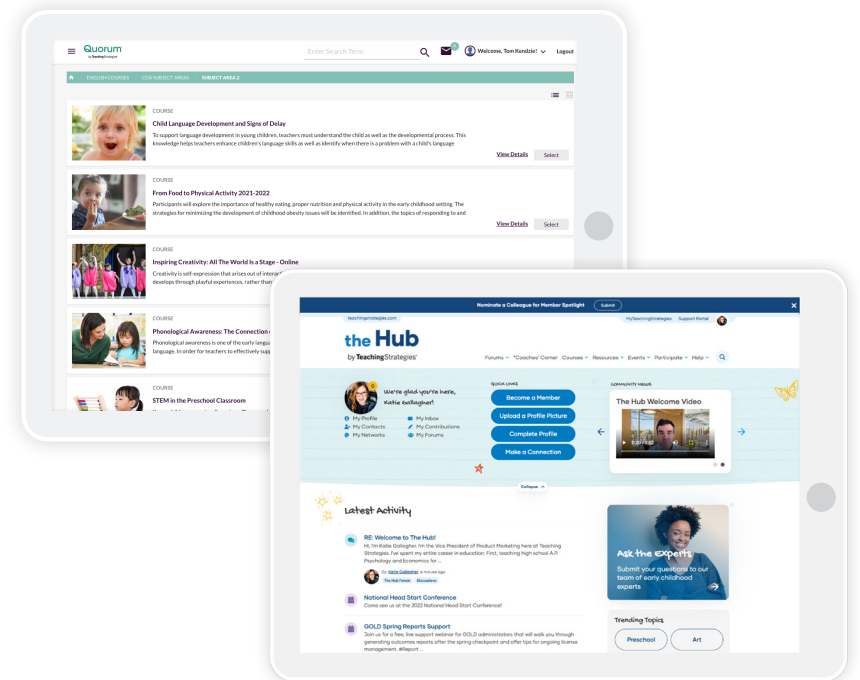 Quorum
by TeachingStrategies
Enter Search Term
Welcome, Tom Kendzie!
Logout
ENGLISH COURSES / CDA SUBJECT AREAS / SUBJECT AREA 2
COURSE
Child Language Development and Signs of Delay
To support language development in young children, teachers must understand the child as well as the developmental process. This
knowledge helps teachers enhance children's language skills as well as identify when there is a problem with a child's language
View Details
Select
COURSE
From Food to Physical Activity 2021-2022
Participants will explore the importance of healthy eating, proper nutrition and physical activity in the early childhood setting. The
strategies for minimizing the development of childhood obesity issues will be identified. In addition, the topics of responding to and
View Details
Select
COURSE
Inspiring Creativity: All The World Is a Stage - Online
Creativity is self-expression that arises out of
develops through playful experiences, rather than
COURSE
Phonological Awareness: The Connection
Phonological awareness is one of the early
language. In order for teachers to effectively
COURSE
STEM in the Preschool Classroom
Nominate a Colleague for Member Spotlight
Submit
teachingstrategies.com
MyTeachingStrategies
Support Portal
the Hub
by TeachingStrategies®
Forums
"Coaches' Corner
Courses
Resources
Events
Participate
Help
We're glad you're here,
Katie Gallagher!
My Profile
My Inbox
My Contacts
My Contributions
My Networks
My Forums
QUICK LINKS
Become a Member
Upload a Profile Picture
Complete Profile
Make a Connection
COMMUNITY NEWS
The Hub Welcome Video
Collapse
Latest Activity
RE: Welcome to The Hub!
Hi, I'm Katie Gallagher. I'm the Vice President of Product Marketing here at Teaching
Strategies. I've spent my entire career in education. First, teaching high school A.P.
Psychology and Economics for ...
By: Katie Gallagher, a minute ago
The Hub Forum
Discussions
National Head Start Conference
Come see us at the 2022 National Head Start Conference!
GOLD Spring Reports Support
Join us for a free, live support webinar for GOLD administrators that will walk you through
generating outcomes reports after the spring checkpoint and offer tips for ongoing license
management. #Report ...
Ask the Experts
Submit your questions to our
team of early childhood
experts
Trending Topics
Preschool
Art